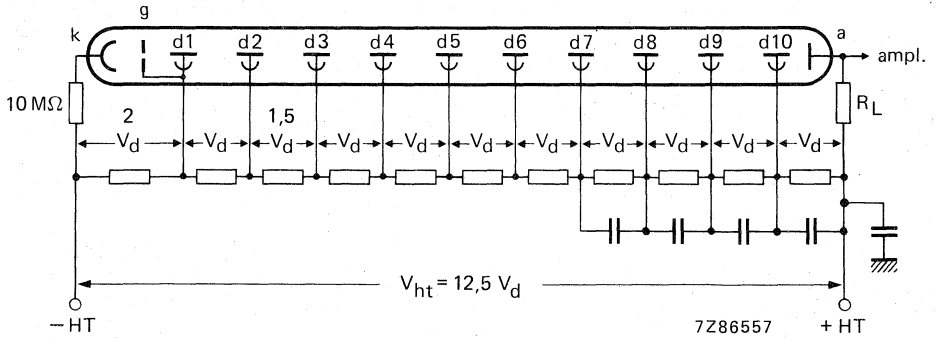 g
k d1 d2 d3 d4 d5 d6 d7 d8 d9 d10 a
ampl.
10 MΩ R_L
2 1,5
V_d V_d V_d V_d V_d V_d V_d V_d V_d V_d V_d
V_ht = 12,5 V_d
− HT 7Z86557 + HT